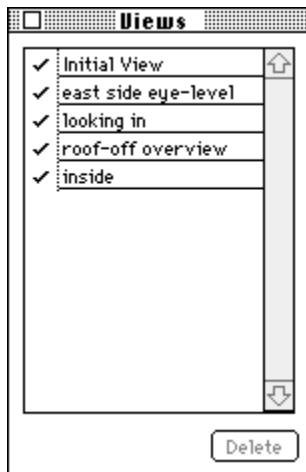 Views
Initial View
east side eye-level
looking in
roof-off overview
inside
Delete